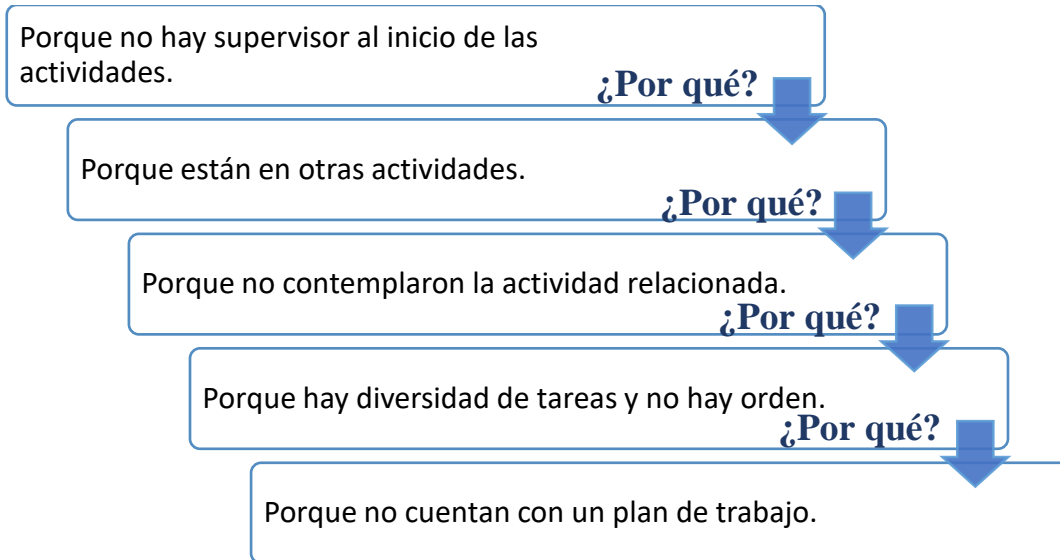 Porque no hay supervisor al inicio de las
actividades.
¿Por qué?
Porque están en otras actividades.
¿Por qué?
Porque no contemplaron la actividad relacionada.
¿Por qué?
Porque hay diversidad de tareas y no hay orden.
¿Por qué?
Porque no cuentan con un plan de trabajo.